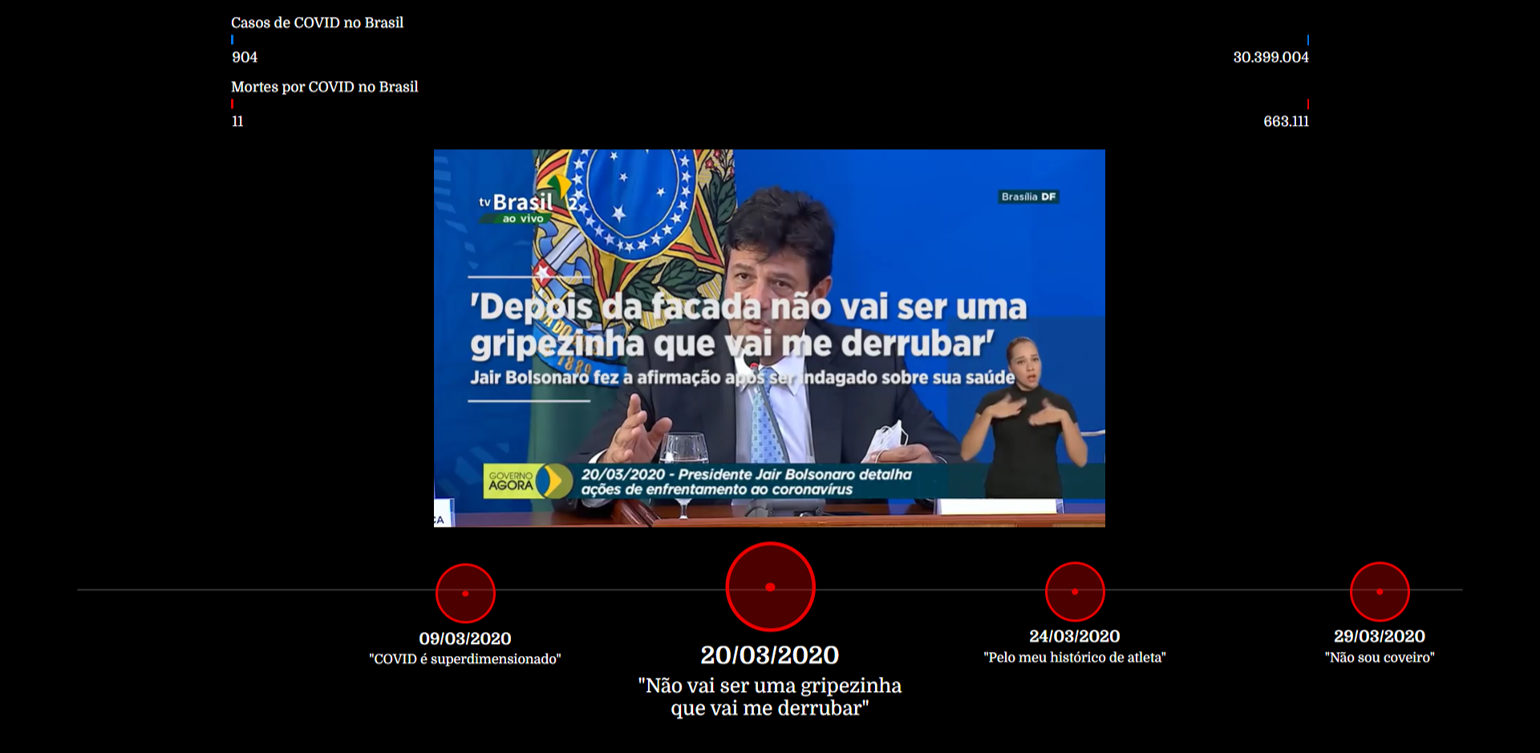 Casos de COVID no Brasil
904
30.399.004
Mortes por COVID no Brasil
11
663.111
tv Brasil 2
ao vivo
Brasília DF
'Depois da facada não vai ser uma
gripezinha que vai me derrubar'
Jair Bolsonaro fez a afirmação após ser indagado sobre sua saúde
1889
GOVERNO
AGORA
20/03/2020 - Presidente Jair Bolsonaro detalha
ações de enfrentamento ao coronavírus
CA
09/03/2020
"COVID é superdimensionado"
20/03/2020
"Não vai ser uma gripezinha
que vai me derrubar"
24/03/2020
"Pelo meu histórico de atleta"
29/03/2020
"Não sou coveiro"